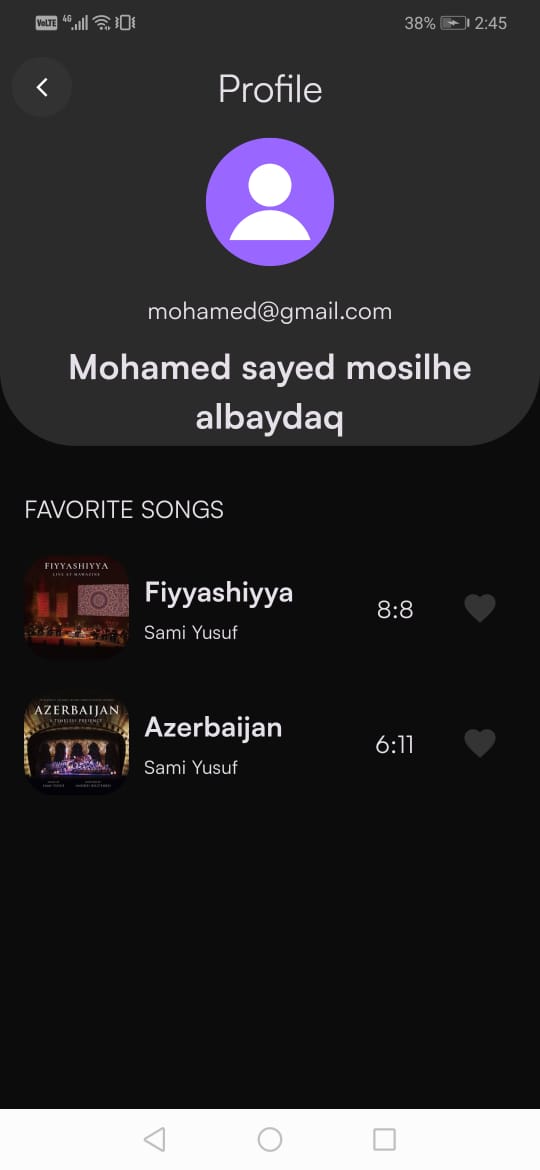 VoLTE 4G 38% 2:45
Profile
mohamed@gmail.com
Mohamed sayed mosilhe
albaydaq
FAVORITE SONGS
FIYYASHIYYA
LIVE AT MAWAZINE
Fiyyashiyya
Sami Yusuf
8:8
AZERBAIJAN
A TIMELESS PRESENCE
Azerbaijan
Sami Yusuf
6:11